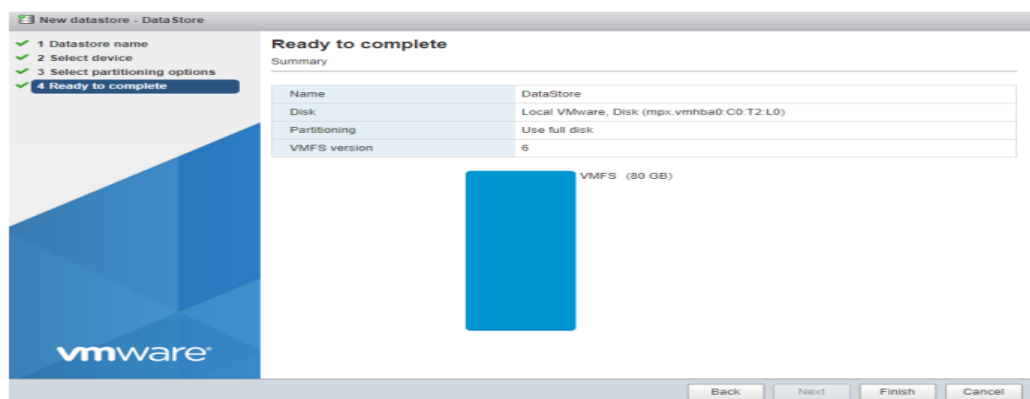 New datastore - DataStore
1 Datastore name
2 Select device
3 Select partitioning options
4 Ready to complete
Ready to complete
Summary
Name DataStore
Disk Local VMware, Disk (mpx.vmhba0:C0:T2:L0)
Partitioning Use full disk
VMFS version 6
VMFS (80 GB)
vmware®
Back Next Finish Cancel